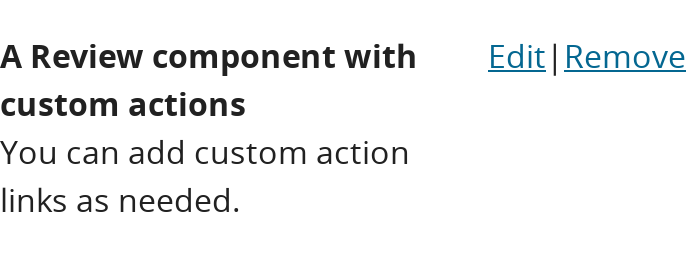 A Review component with
custom actions
You can add custom action
links as needed.
Edit|Remove